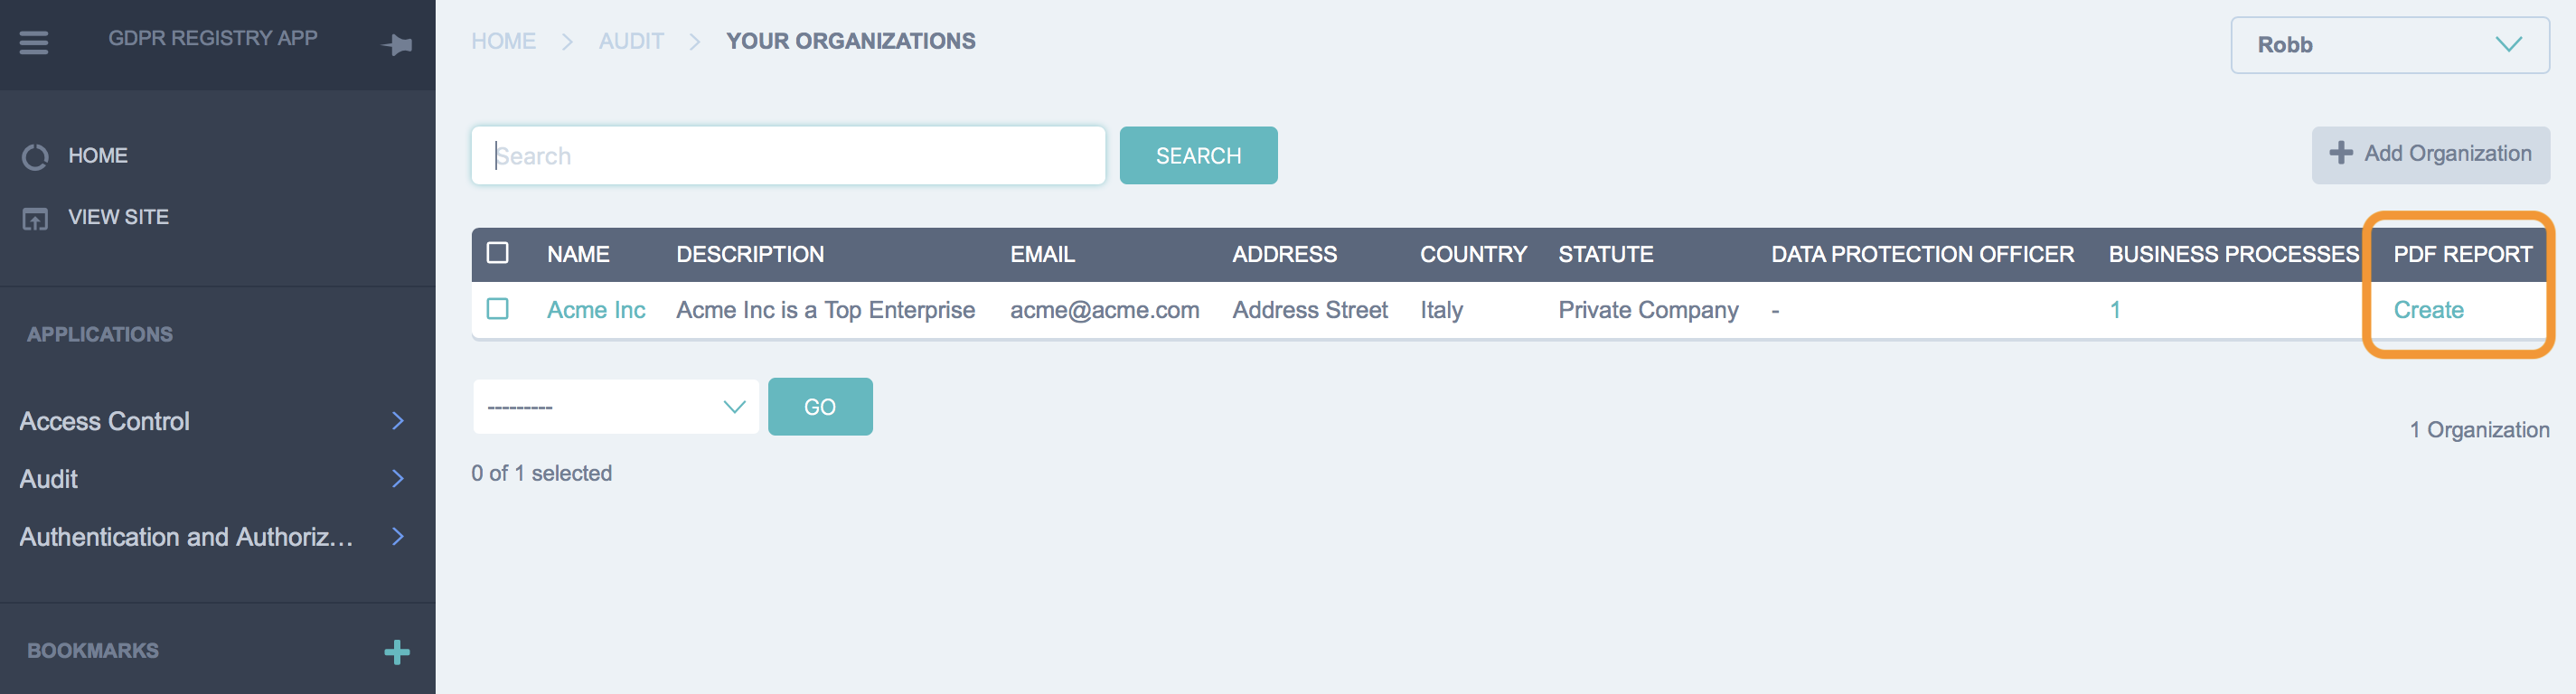 GDPR REGISTRY APP
HOME
VIEW SITE
APPLICATIONS
Access Control
Audit
Authentication and Authoriz…
BOOKMARKS
HOME > AUDIT > YOUR ORGANIZATIONS
Robb
Search
SEARCH
Add Organization
NAME DESCRIPTION EMAIL ADDRESS COUNTRY STATUTE DATA PROTECTION OFFICER BUSINESS PROCESSES PDF REPORT
Acme Inc Acme Inc is a Top Enterprise acme@acme.com Address Street Italy Private Company - 1 Create
---------
GO
1 Organization
0 of 1 selected